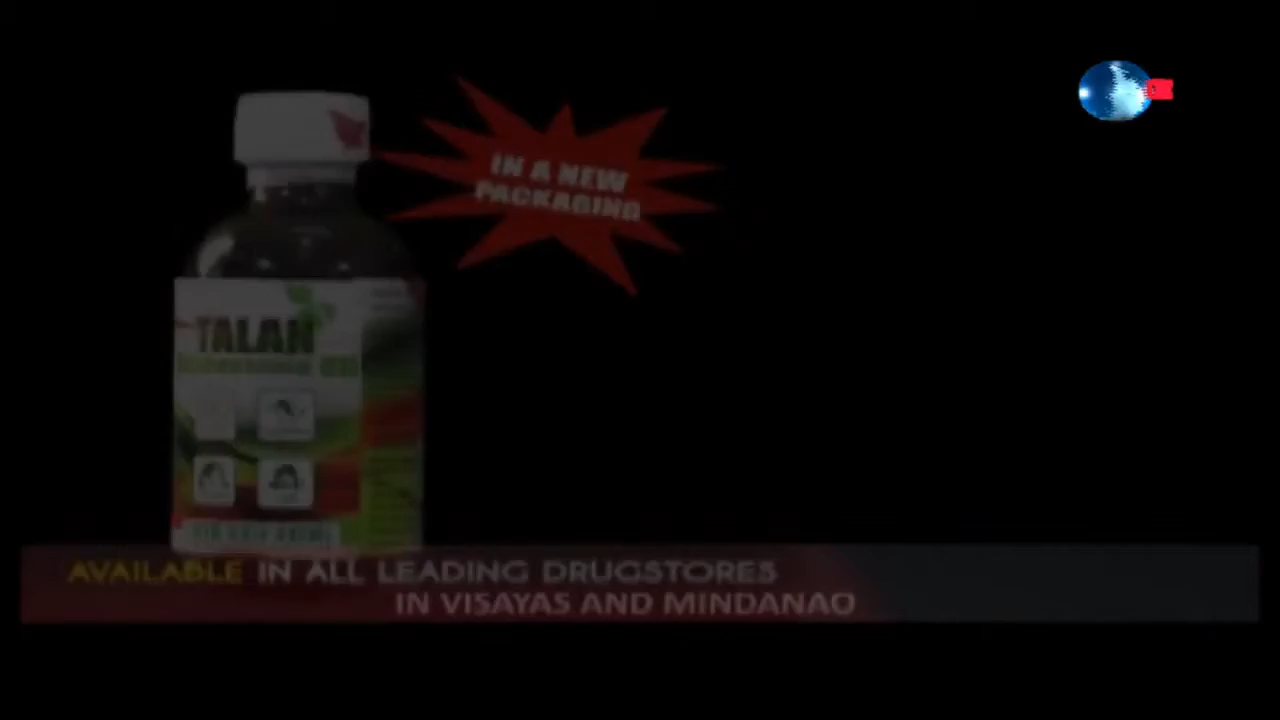 IN A NEW
PACKAGING
TALAN
AVAILABLE IN ALL LEADING DRUGSTORES
IN VISAYAS AND MINDANAO